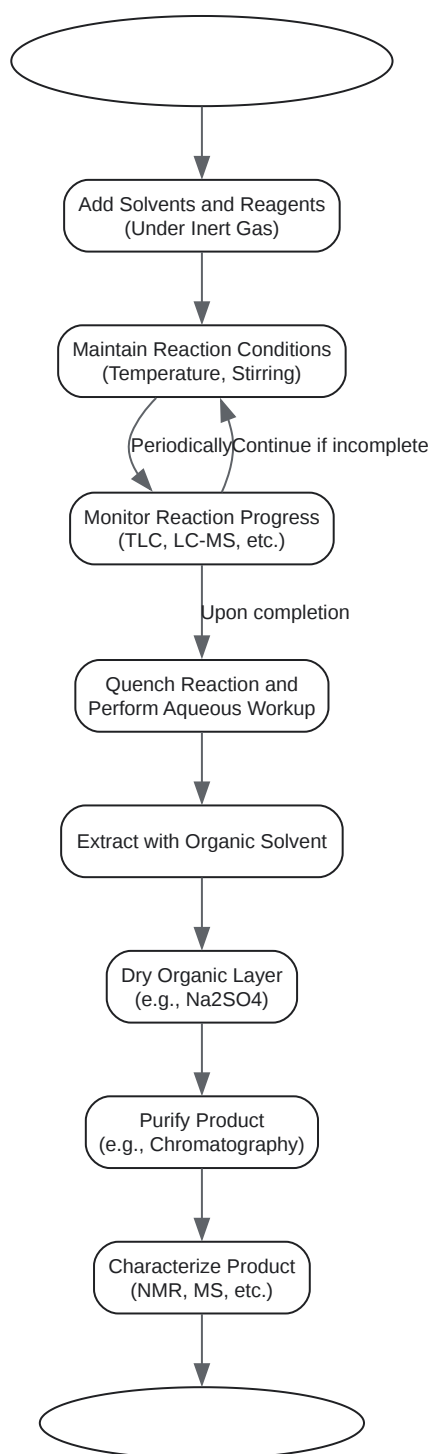 Add Solvents and Reagents
(Under Inert Gas)
Maintain Reaction Conditions
(Temperature, Stirring)
Periodically
Continue if incomplete
Monitor Reaction Progress
(TLC, LC-MS, etc.)
Upon completion
Quench Reaction and
Perform Aqueous Workup
Extract with Organic Solvent
Dry Organic Layer
(e.g., Na2SO4)
Purify Product
(e.g., Chromatography)
Characterize Product
(NMR, MS, etc.)